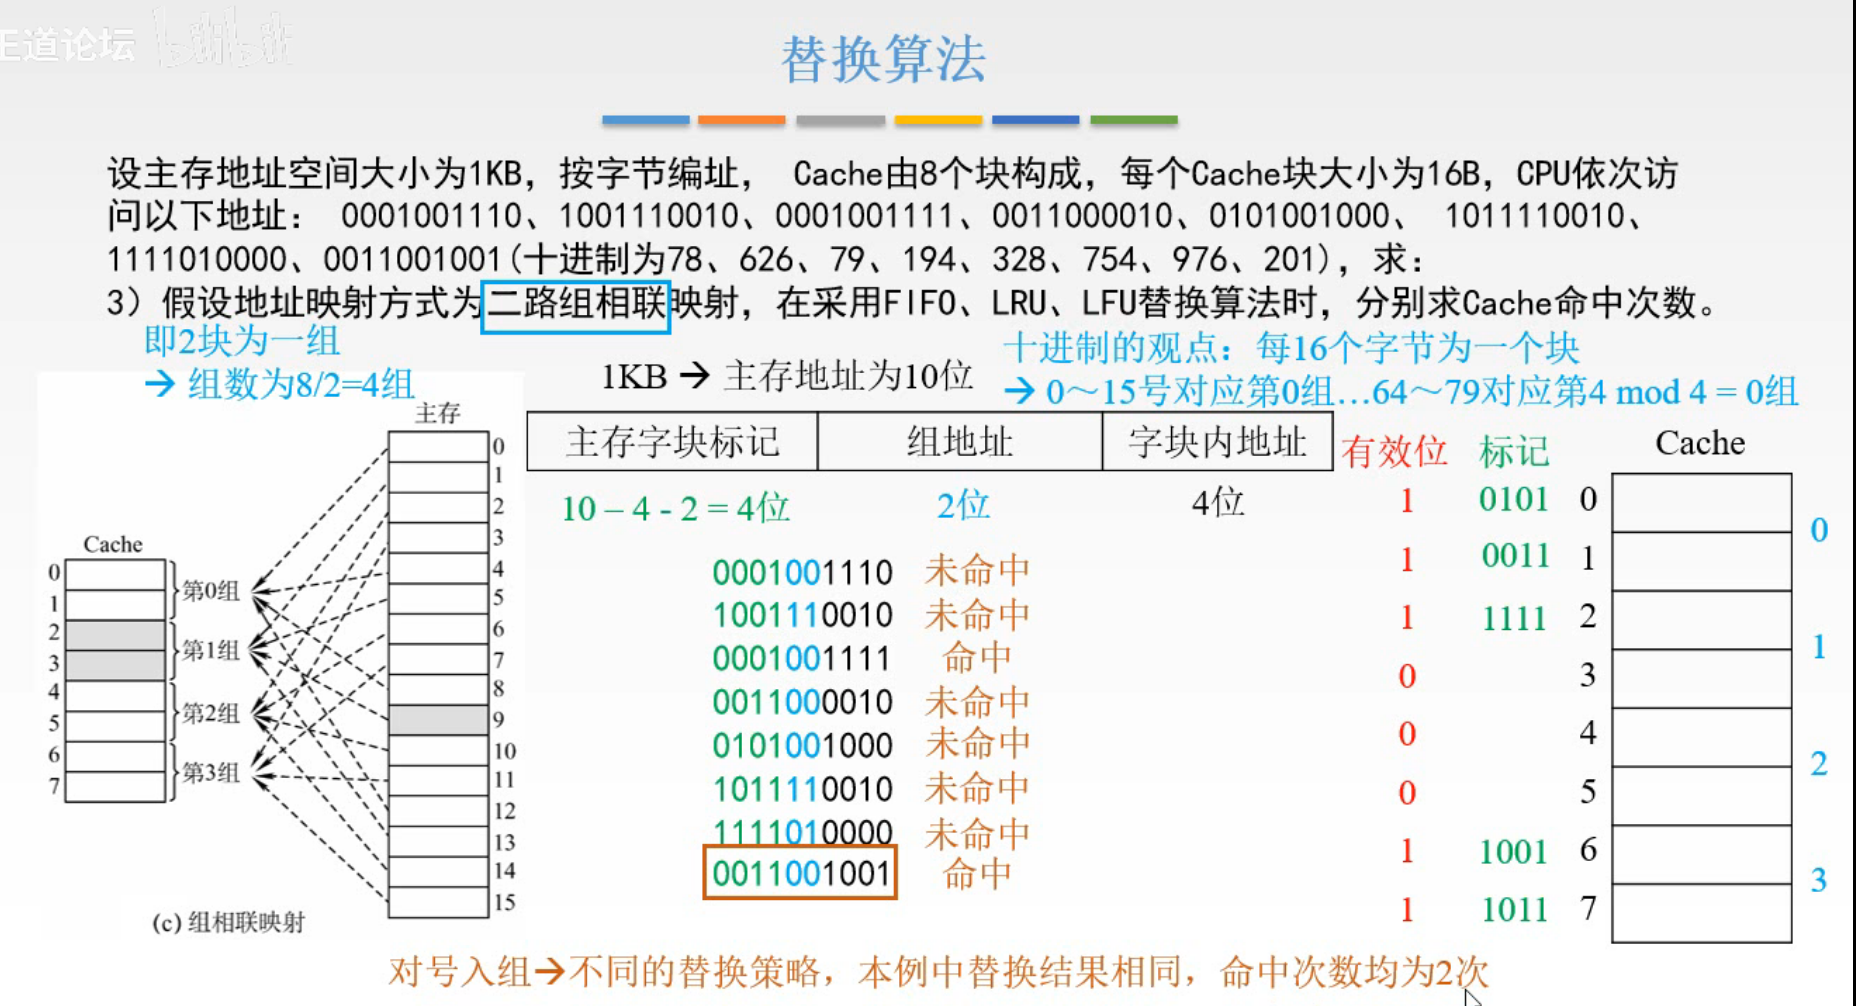 王道论坛 bilibili
替换算法
设主存地址空间大小为1KB，按字节编址， Cache由8个块构成，每个Cache块大小为16B，CPU依次访
问以下地址： 0001001110、1001110010、0001001111、0011000010、0101001000、 1011110010、
1111010000、0011001001(十进制为78、626、79、194、328、754、976、201)，求：
3）假设地址映射方式为二路组相联映射，在采用FIFO、LRU、LFU替换算法时，分别求Cache命中次数。
即2块为一组
→ 组数为8/2=4组
1KB → 主存地址为10位
十进制的观点：每16个字节为一个块
→ 0～15号对应第0组…64～79对应第4 mod 4 = 0组
主存字块标记 组地址 字块内地址
10 – 4 - 2 = 4位 2位 4位
主存
0
1
2
3
4
5
6
7
8
9
10
11
12
13
14
15
Cache
0
1
2
3
4
5
6
7
第0组
第1组
第2组
第3组
(c) 组相联映射
0001001110 未命中
1001110010 未命中
0001001111 命中
0011000010 未命中
0101001000 未命中
1011110010 未命中
1111010000 未命中
0011001001 命中
有效位 标记 Cache
1 0101 0
0
1 0011 1
1 1111 2
1
0 3
0 4
2
0 5
1 1001 6
3
1 1011 7
对号入组→不同的替换策略，本例中替换结果相同，命中次数均为2次